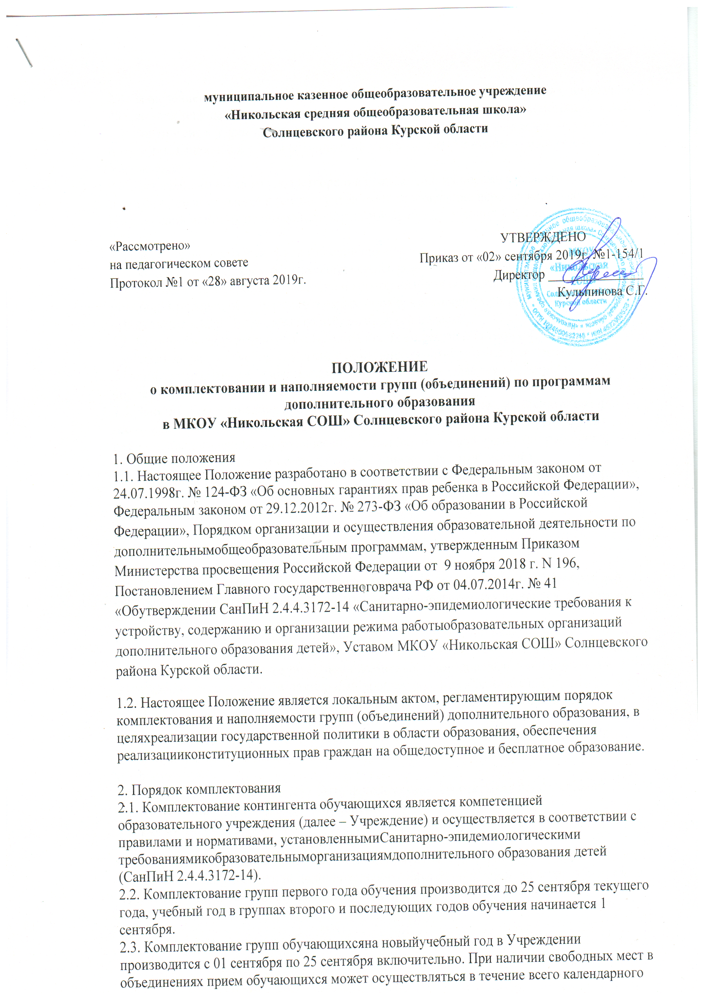 муниципальное казенное общеобразовательное учреждение
«Никольская средняя общеобразовательная школа»
Солнцевского района Курской области
«Рассмотрено»
на педагогическом совете
Протокол №1 от «28» августа 2019г.
УТВЕРЖДЕНО
Приказ от «02» сентября 2019г. №1-154/1
Директор
Кульпинова С.Г.
МКОУ
«Никольская
СОШ»
Курской области
ПОЛОЖЕНИЕ
о комплектовании и наполняемости групп (объединений) по программам
дополнительного образования
в МКОУ «Никольская СОШ» Солнцевского района Курской области
1. Общие положения
1.1. Настоящее Положение разработано в соответствии с Федеральным законом от
24.07.1998г. № 124-ФЗ «Об основных гарантиях прав ребенка в Российской Федерации»,
Федеральным законом от 29.12.2012г. № 273-ФЗ «Об образовании в Российской
Федерации», Порядком организации и осуществления образовательной деятельности по
дополнительнымобщеобразовательным программам, утвержденным Приказом
Министерства просвещения Российской Федерации от 9 ноября 2018 г. N 196,
Постановлением Главного государственноговрача РФ от 04.07.2014г. № 41
«Обутверждении СанПиН 2.4.4.3172-14 «Санитарно-эпидемиологические требования к
устройству, содержанию и организации режима работыобразовательных организаций
дополнительного образования детей», Уставом МКОУ «Никольская СОШ» Солнцевского
района Курской области.
1.2. Настоящее Положение является локальным актом, регламентирующим порядок
комплектования и наполняемости групп (объединений) дополнительного образования, в
целяхреализации государственной политики в области образования, обеспечения
реализацииконституционных прав граждан на общедоступное и бесплатное образование.
2. Порядок комплектования
2.1. Комплектование контингента обучающихся является компетенцией
образовательного учреждения (далее – Учреждение) и осуществляется в соответствии с
правилами и нормативами, установленнымиСанитарно-эпидемиологическими
требованиямикобразовательныморганизациямдополнительного образования детей
(СанПиН 2.4.4.3172-14).
2.2. Комплектование групп первого года обучения производится до 25 сентября текущего
года, учебный год в группах второго и последующих годов обучения начинается 1
сентября.
2.3. Комплектование групп обучающихсяна новыйучебный год в Учреждении
производится с 01 сентября по 25 сентября включительно. При наличии свободных мест в
объединениях прием обучающихся может осуществляться в течение всего календарного